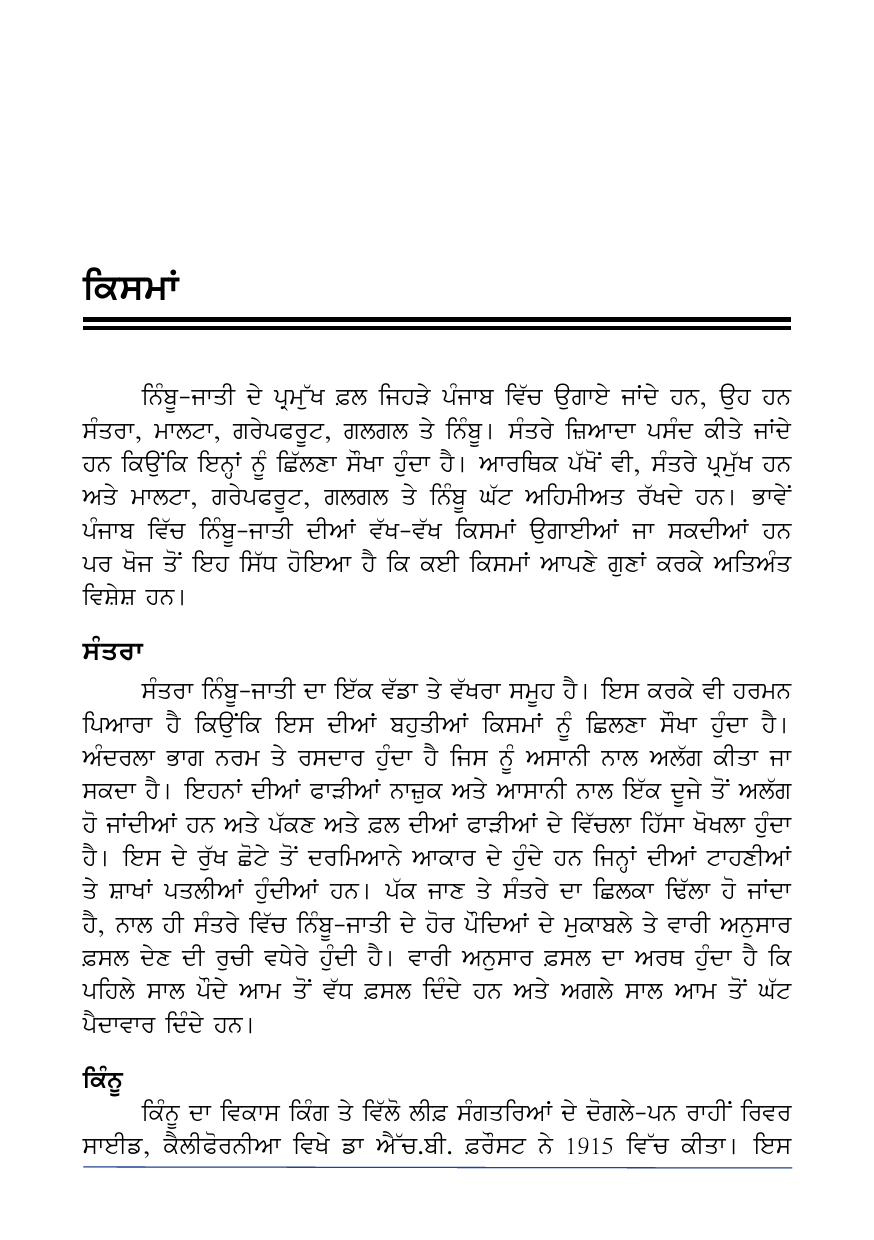 ਕਿਸਮਾਂ
ਨਿੰਬੂ-ਜਾਤੀ ਦੇ ਪ੍ਰਮੁੱਖ ਫ਼ਲ ਜਿਹੜੇ ਪੰਜਾਬ ਵਿੱਚ ਉਗਾਏ ਜਾਂਦੇ ਹਨ, ਉਹ ਹਨ
ਸੰਤਰਾ, ਮਾਲਟਾ, ਗਰੇਪਫਰੂਟ, ਗਲਗਲ ਤੇ ਨਿੰਬੂ। ਸੰਤਰੇ ਜ਼ਿਆਦਾ ਪਸੰਦ ਕੀਤੇ ਜਾਂਦੇ
ਹਨ ਕਿਉਂਕਿ ਇਨ੍ਹਾਂ ਨੂੰ ਛਿੱਲਣਾ ਸੌਖਾ ਹੁੰਦਾ ਹੈ। ਆਰਥਿਕ ਪੱਖੋਂ ਵੀ, ਸੰਤਰੇ ਪ੍ਰਮੁੱਖ ਹਨ
ਅਤੇ ਮਾਲਟਾ, ਗਰੇਪਫਰੂਟ, ਗਲਗਲ ਤੇ ਨਿੰਬੂ ਘੱਟ ਅਹਿਮੀਅਤ ਰੱਖਦੇ ਹਨ। ਭਾਵੇਂ
ਪੰਜਾਬ ਵਿੱਚ ਨਿੰਬੂ-ਜਾਤੀ ਦੀਆਂ ਵੱਖ-ਵੱਖ ਕਿਸਮਾਂ ਉਗਾਈਆਂ ਜਾ ਸਕਦੀਆਂ ਹਨ
ਪਰ ਖੋਜ ਤੋਂ ਇਹ ਸਿੱਧ ਹੋਇਆ ਹੈ ਕਿ ਕਈ ਕਿਸਮਾਂ ਆਪਣੇ ਗੁਣਾਂ ਕਰਕੇ ਅਤਿਅੰਤ
ਵਿਸ਼ੇਸ਼ ਹਨ।
ਸੰਤਰਾ
ਸੰਤਰਾ ਨਿੰਬੂ-ਜਾਤੀ ਦਾ ਇੱਕ ਵੱਡਾ ਤੇ ਵੱਖਰਾ ਸਮੂਹ ਹੈ। ਇਸ ਕਰਕੇ ਵੀ ਹਰਮਨ
ਪਿਆਰਾ ਹੈ ਕਿਉਂਕਿ ਇਸ ਦੀਆਂ ਬਹੁਤੀਆਂ ਕਿਸਮਾਂ ਨੂੰ ਛਿਲਣਾ ਸੌਖਾ ਹੁੰਦਾ ਹੈ।
ਅੰਦਰਲਾ ਭਾਗ ਨਰਮ ਤੇ ਰਸਦਾਰ ਹੁੰਦਾ ਹੈ ਜਿਸ ਨੂੰ ਅਸਾਨੀ ਨਾਲ ਅਲੱਗ ਕੀਤਾ ਜਾ
ਸਕਦਾ ਹੈ। ਇਹਨਾਂ ਦੀਆਂ ਫਾੜੀਆਂ ਨਾਜ਼ੁਕ ਅਤੇ ਆਸਾਨੀ ਨਾਲ ਇੱਕ ਦੂਜੇ ਤੋਂ ਅਲੱਗ
ਹੋ ਜਾਂਦੀਆਂ ਹਨ ਅਤੇ ਪੱਕਣ ਅਤੇ ਫ਼ਲ ਦੀਆਂ ਫਾੜੀਆਂ ਦੇ ਵਿੱਚਲਾ ਹਿੱਸਾ ਖੋਖਲਾ ਹੁੰਦਾ
ਹੈ। ਇਸ ਦੇ ਰੁੱਖ ਛੋਟੇ ਤੋਂ ਦਰਮਿਆਨੇ ਆਕਾਰ ਦੇ ਹੁੰਦੇ ਹਨ ਜਿਨ੍ਹਾਂ ਦੀਆਂ ਟਾਹਣੀਆਂ
ਤੇ ਸ਼ਾਖਾਂ ਪਤਲੀਆਂ ਹੁੰਦੀਆਂ ਹਨ। ਪੱਕ ਜਾਣ ਤੇ ਸੰਤਰੇ ਦਾ ਛਿਲਕਾ ਢਿੱਲਾ ਹੋ ਜਾਂਦਾ
ਹੈ, ਨਾਲ ਹੀ ਸੰਤਰੇ ਵਿੱਚ ਨਿੰਬੂ-ਜਾਤੀ ਦੇ ਹੋਰ ਪੌਦਿਆਂ ਦੇ ਮੁਕਾਬਲੇ ਤੇ ਵਾਰੀ ਅਨੁਸਾਰ
ਫ਼ਸਲ ਦੇਣ ਦੀ ਰੁਚੀ ਵਧੇਰੇ ਹੁੰਦੀ ਹੈ। ਵਾਰੀ ਅਨੁਸਾਰ ਫ਼ਸਲ ਦਾ ਅਰਥ ਹੁੰਦਾ ਹੈ ਕਿ
ਪਹਿਲੇ ਸਾਲ ਪੌਦੇ ਆਮ ਤੋਂ ਵੱਧ ਫ਼ਸਲ ਦਿੰਦੇ ਹਨ ਅਤੇ ਅਗਲੇ ਸਾਲ ਆਮ ਤੋਂ ਘੱਟ
ਪੈਦਾਵਾਰ ਦਿੰਦੇ ਹਨ।
ਕਿੰਨੂ
ਕਿੰਨੂ ਦਾ ਵਿਕਾਸ ਕਿੰਗ ਤੇ ਵਿੱਲੋ ਲੀਫ਼ ਸੰਗਤਰਿਆਂ ਦੇ ਦੋਗਲੇ-ਪਨ ਰਾਹੀਂ ਰਿਵਰ
ਸਾਈਡ, ਕੈਲੀਫੋਰਨੀਆ ਵਿਖੇ ਡਾ ਐੱਚ.ਬੀ. ਫ਼ਰੌਸਟ ਨੇ 1915 ਵਿੱਚ ਕੀਤਾ। ਇਸ